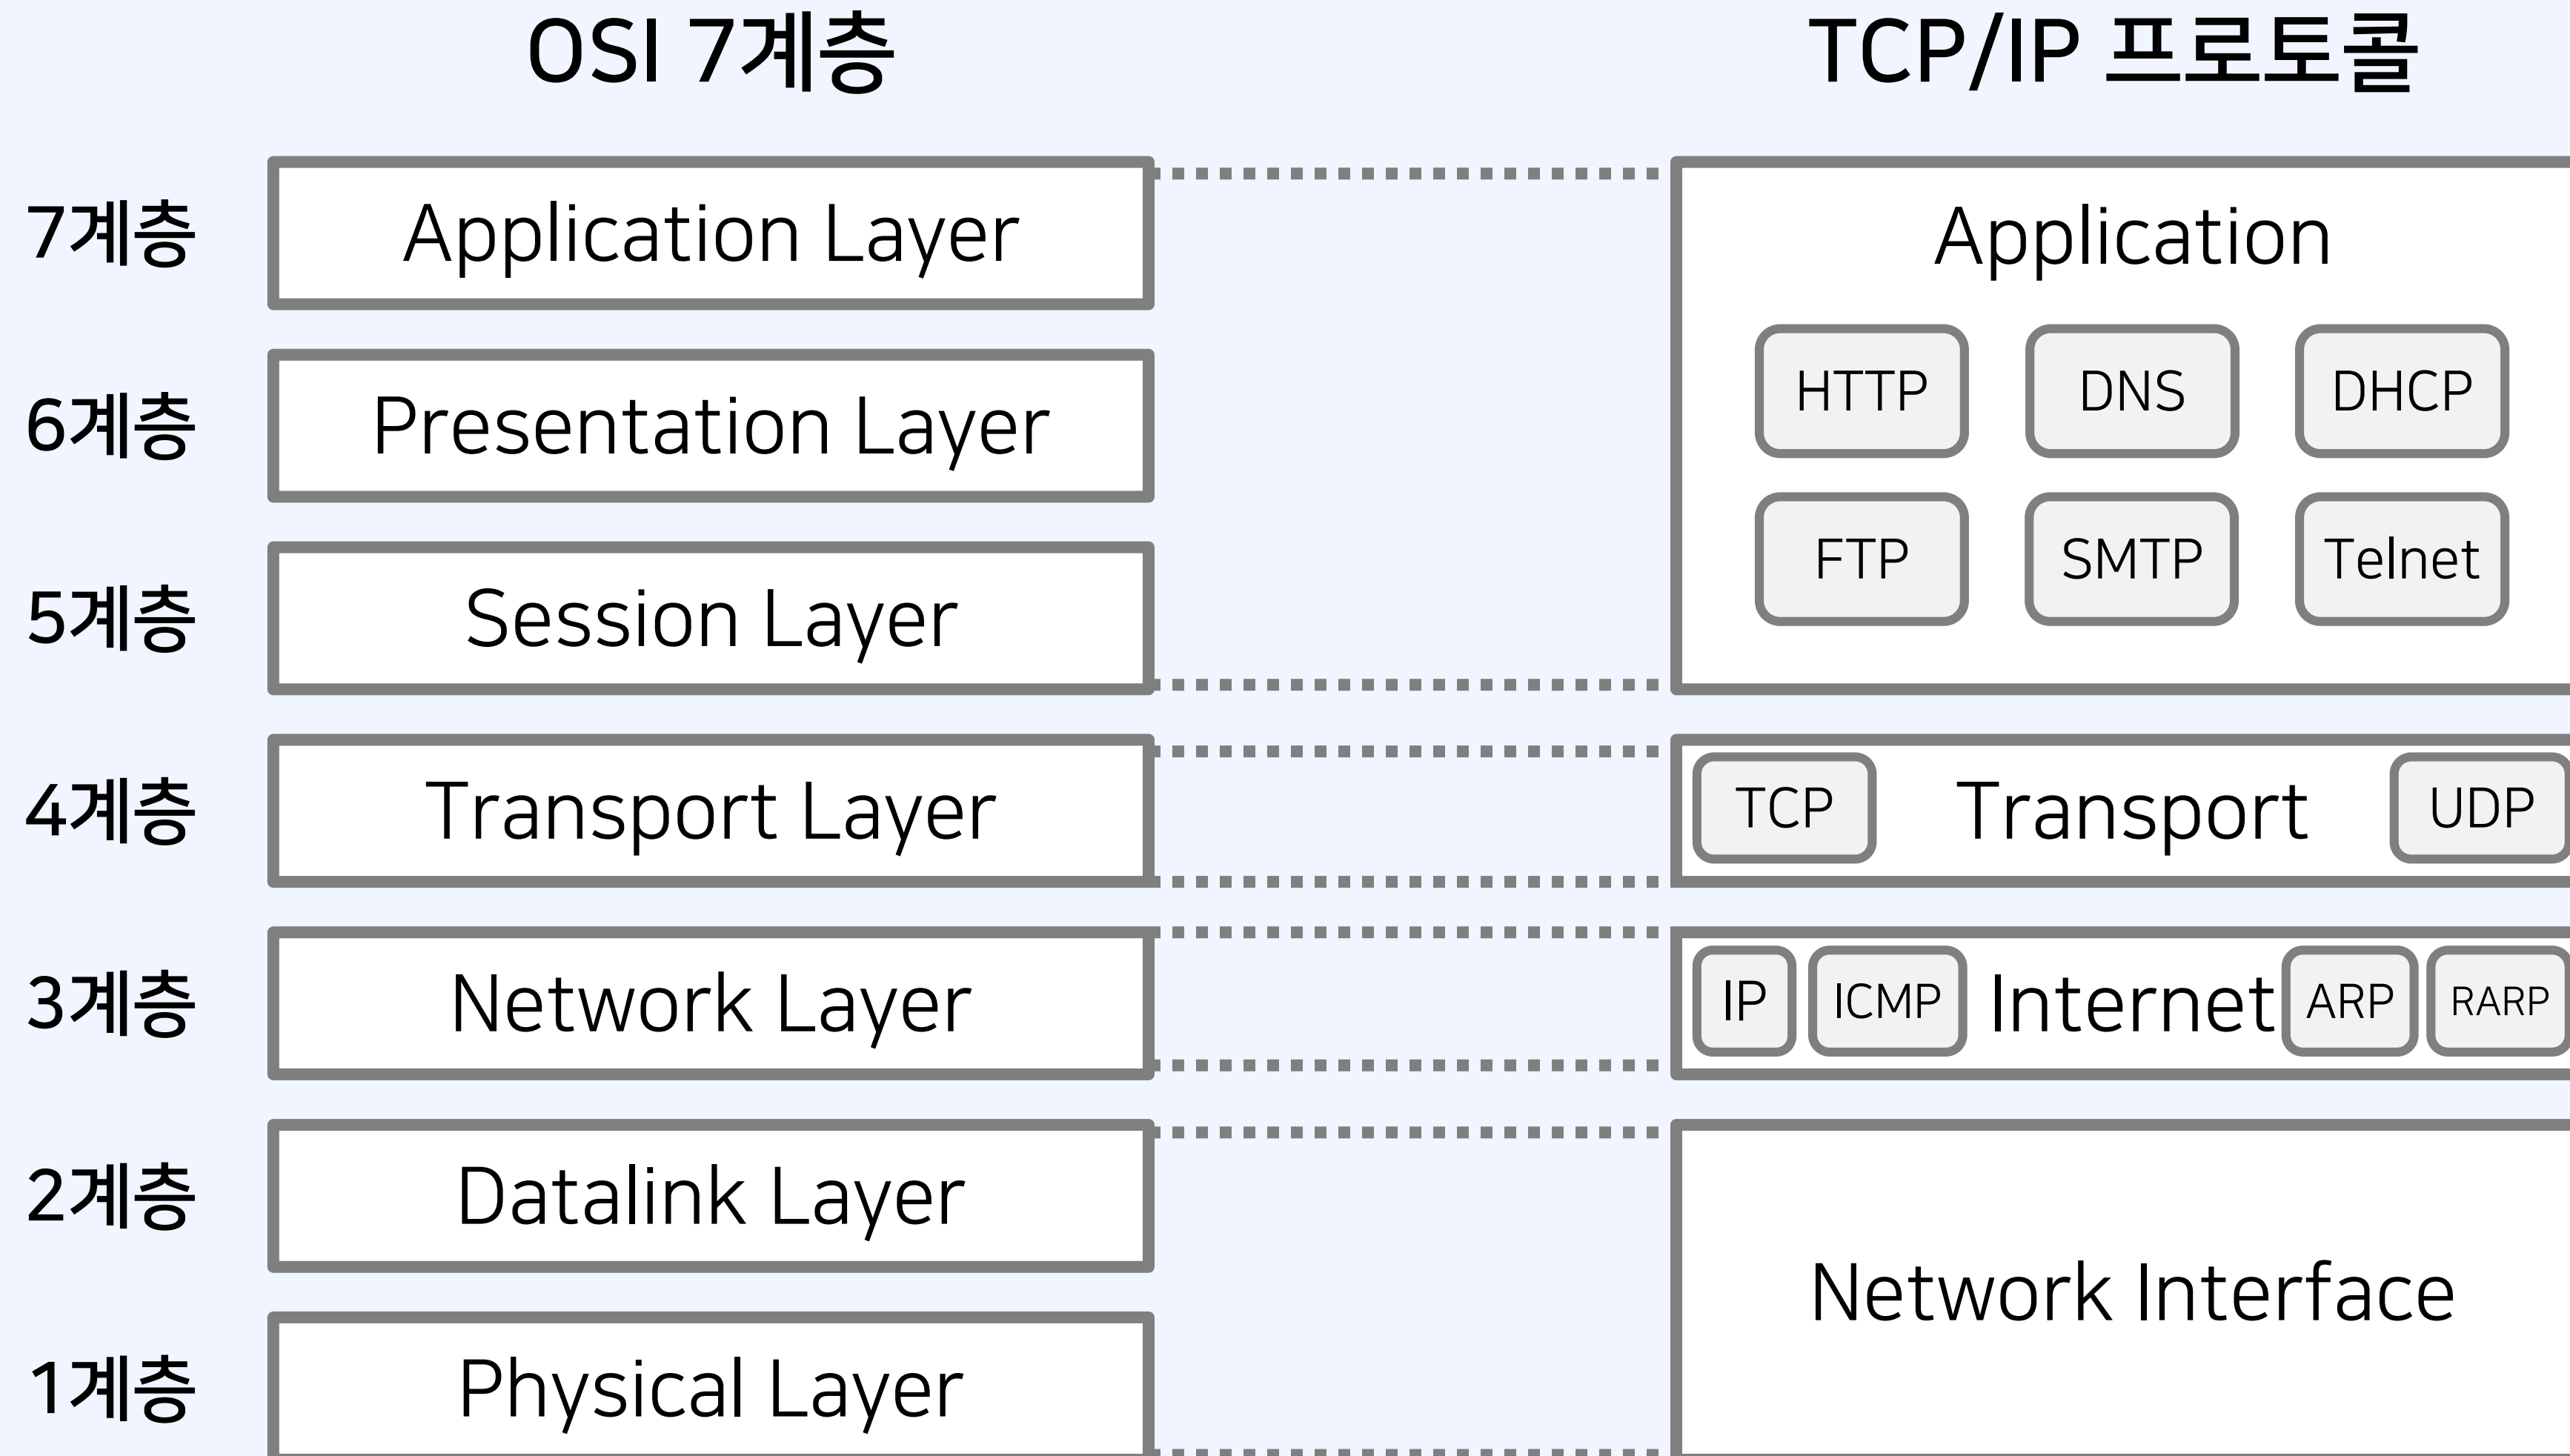 OSI 7계층
TCP/IP 프로토콜
7계층
Application Layer
Application
HTTP
DNS
DHCP
6계층
Presentation Layer
FTP
SMTP
Telnet
5계층
Session Layer
4계층
Transport Layer
TCP
Transport
UDP
3계층
Network Layer
IP
ICMP
Internet
ARP
RARP
2계층
Datalink Layer
Network Interface
1계층
Physical Layer